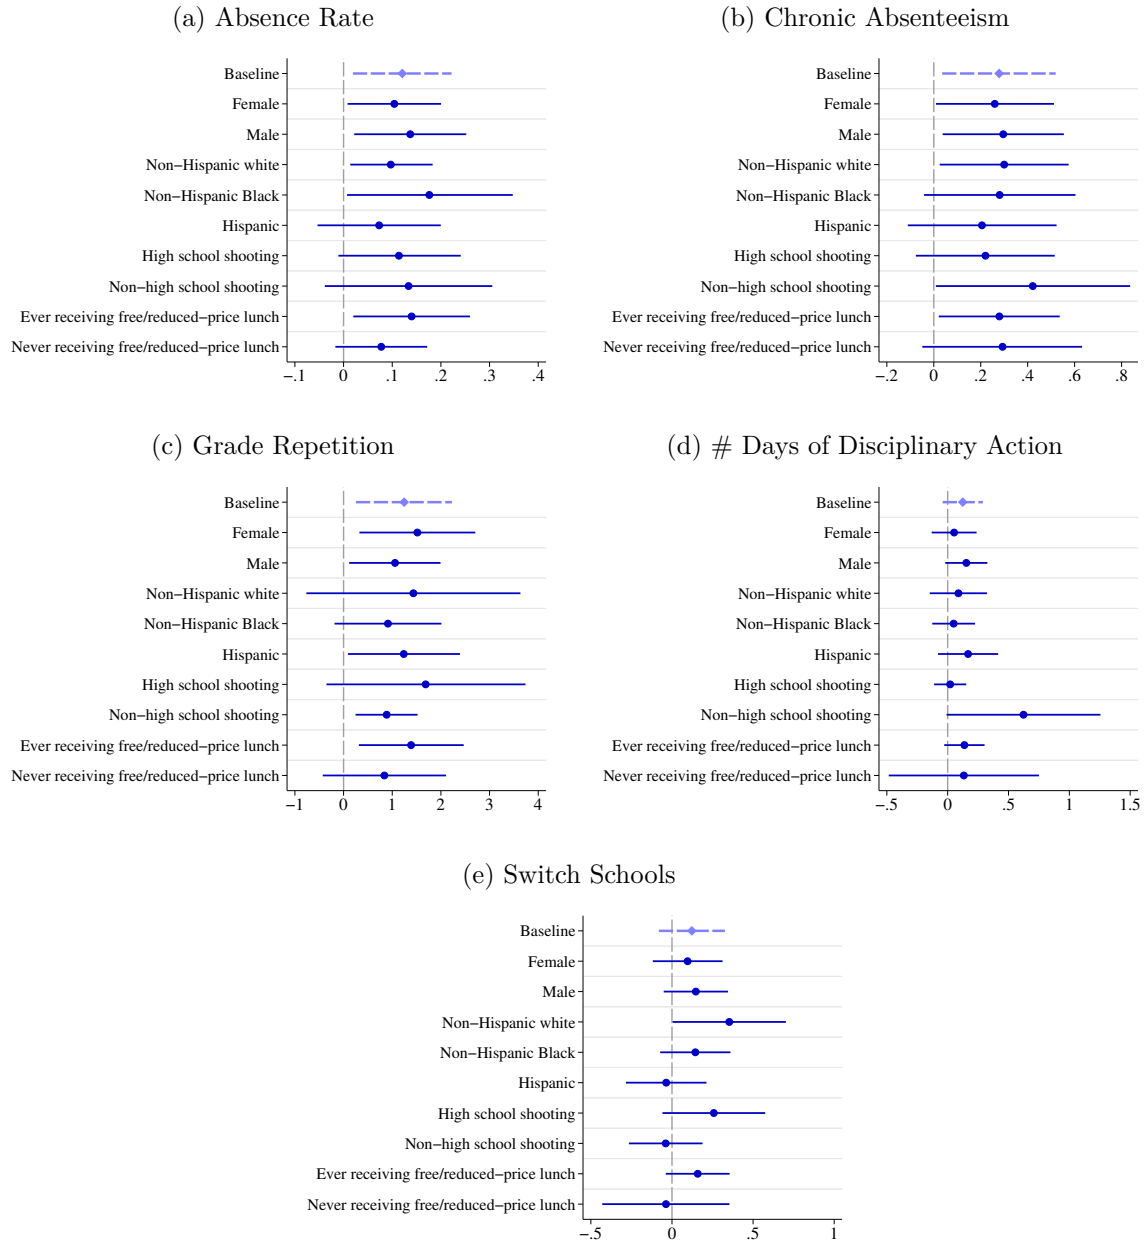 (a) Absence Rate
Baseline
Female
Male
Non−Hispanic white
Non−Hispanic Black
Hispanic
High school shooting
Non−high school shooting
Ever receiving free/reduced−price lunch
Never receiving free/reduced−price lunch
−.1 0 .1 .2 .3 .4
(b) Chronic Absenteeism
Baseline
Female
Male
Non−Hispanic white
Non−Hispanic Black
Hispanic
High school shooting
Non−high school shooting
Ever receiving free/reduced−price lunch
Never receiving free/reduced−price lunch
−.2 0 .2 .4 .6 .8
(c) Grade Repetition
Baseline
Female
Male
Non−Hispanic white
Non−Hispanic Black
Hispanic
High school shooting
Non−high school shooting
Ever receiving free/reduced−price lunch
Never receiving free/reduced−price lunch
−1 0 1 2 3 4
(d) # Days of Disciplinary Action
Baseline
Female
Male
Non−Hispanic white
Non−Hispanic Black
Hispanic
High school shooting
Non−high school shooting
Ever receiving free/reduced−price lunch
Never receiving free/reduced−price lunch
−.5 0 .5 1 1.5
(e) Switch Schools
Baseline
Female
Male
Non−Hispanic white
Non−Hispanic Black
Hispanic
High school shooting
Non−high school shooting
Ever receiving free/reduced−price lunch
Never receiving free/reduced−price lunch
−.5 0 .5 1